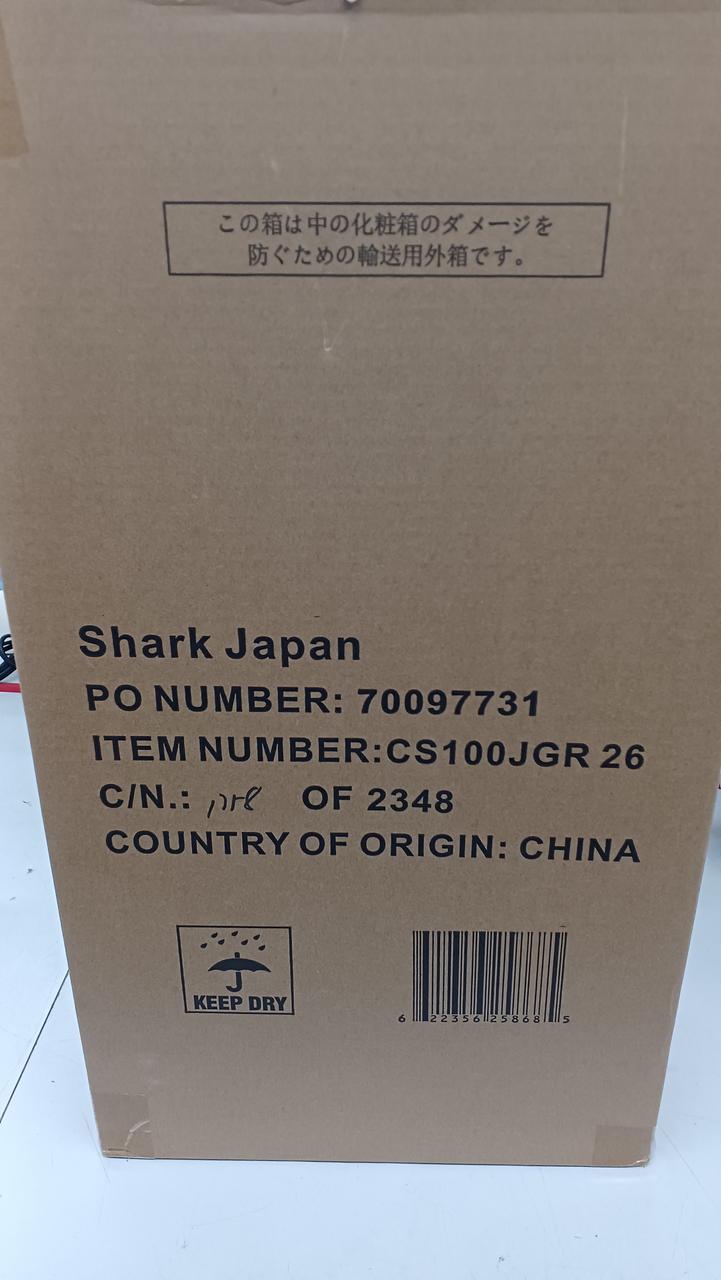 この箱は中の化粧箱のダメージを
防ぐための輸送用外箱です。
Shark Japan
PO NUMBER: 70097731
ITEM NUMBER:CS100JGR 26
C/N.: OF 2348
COUNTRY OF ORIGIN: CHINA
KEEP DRY
6 22356 25868 5